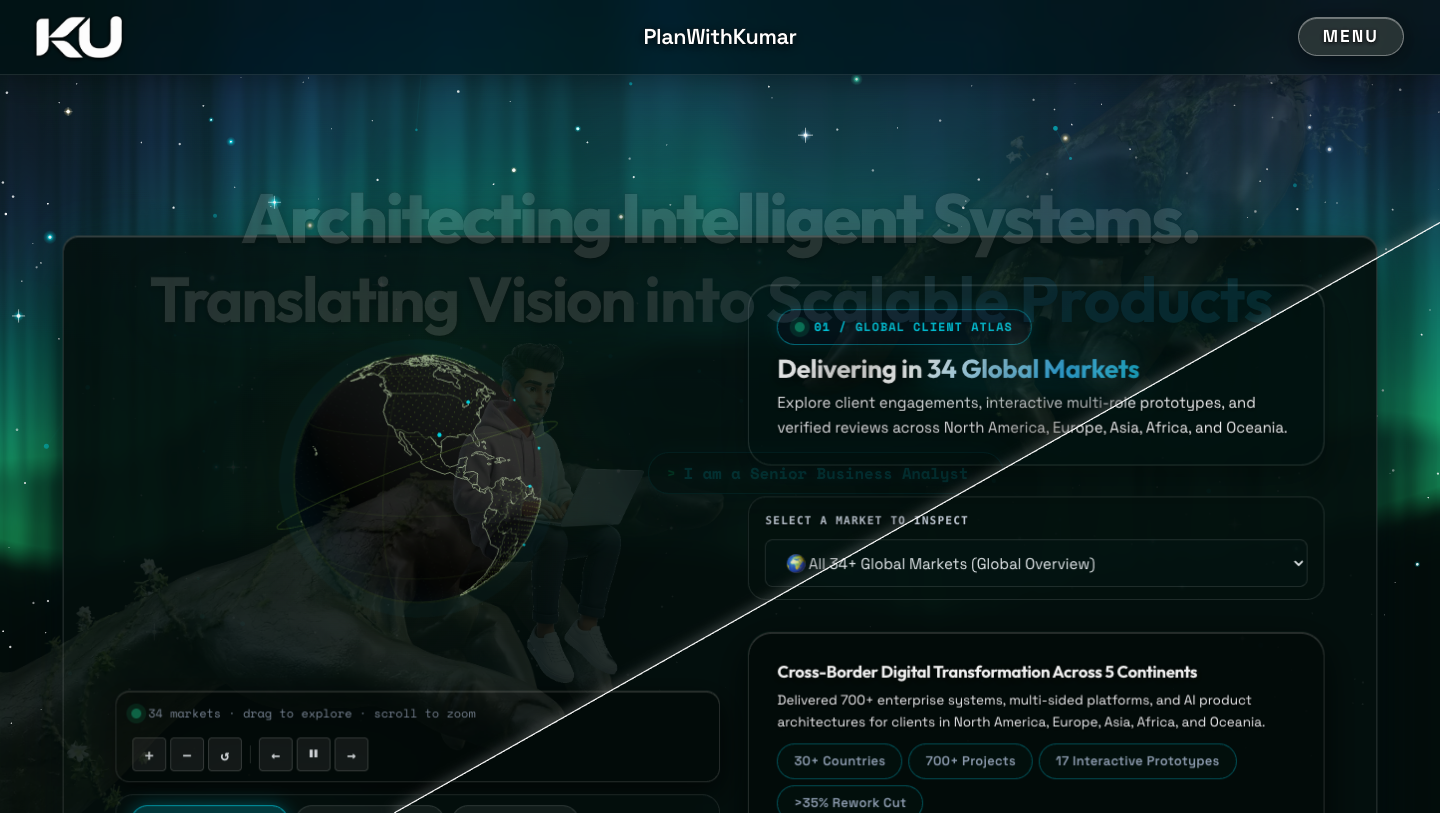 KU
PlanWithKumar
MENU
Architecting Intelligent Systems.
Translating Vision into Scalable Products
01 / GLOBAL CLIENT ATLAS
Delivering in 34 Global Markets
Explore client engagements, interactive multi-role prototypes, and
verified reviews across North America, Europe, Asia, Africa, and Oceania.
> I am a Senior Business Analyst
SELECT A MARKET TO INSPECT
All 34+ Global Markets (Global Overview)
34 markets · drag to explore · scroll to zoom
+ − ↺ ← ⏸ →
Cross-Border Digital Transformation Across 5 Continents
Delivered 700+ enterprise systems, multi-sided platforms, and AI product
architectures for clients in North America, Europe, Asia, Africa, and Oceania.
30+ Countries 700+ Projects 17 Interactive Prototypes
>35% Rework Cut